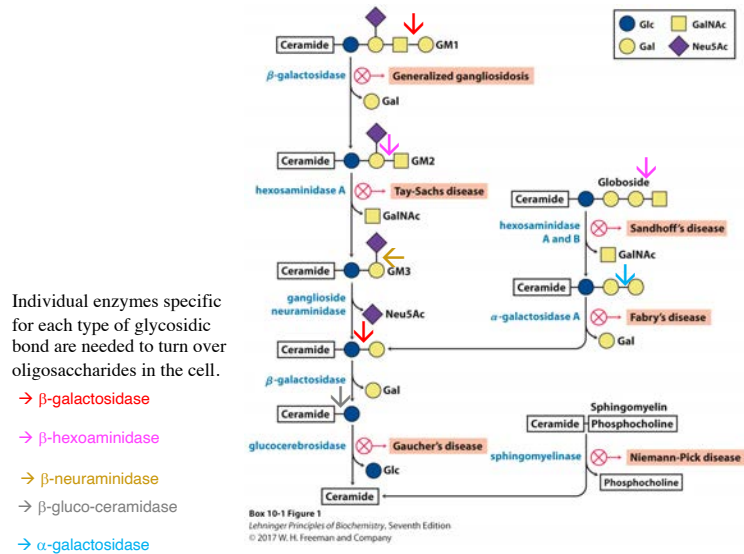 Glc
GalNAc
Gal
Neu5Ac
Ceramide
GM1
β-galactosidase
Generalized gangliosidosis
Gal
Ceramide
GM2
hexosaminidase A
Tay-Sachs disease
GalNAc
Globoside
Ceramide
hexosaminidase
A and B
Sandhoff's disease
GalNAc
Ceramide
GM3
ganglioside
neuraminidase
Neu5Ac
Ceramide
α-galactosidase A
Fabry's disease
Gal
Ceramide
β-galactosidase
Gal
Ceramide
glucocerebrosidase
Gaucher's disease
Glc
Ceramide
Sphingomyelin
Ceramide
Phosphocholine
sphingomyelinase
Niemann-Pick disease
Phosphocholine
Individual enzymes specific
for each type of glycosidic
bond are needed to turn over
oligosaccharides in the cell.
→ β-galactosidase
→ β-hexoaminidase
→ β-neuraminidase
→ β-gluco-ceramidase
→ α-galactosidase
Box 10-1 Figure 1
Lehninger Principles of Biochemistry, Seventh Edition
© 2017 W. H. Freeman and Company